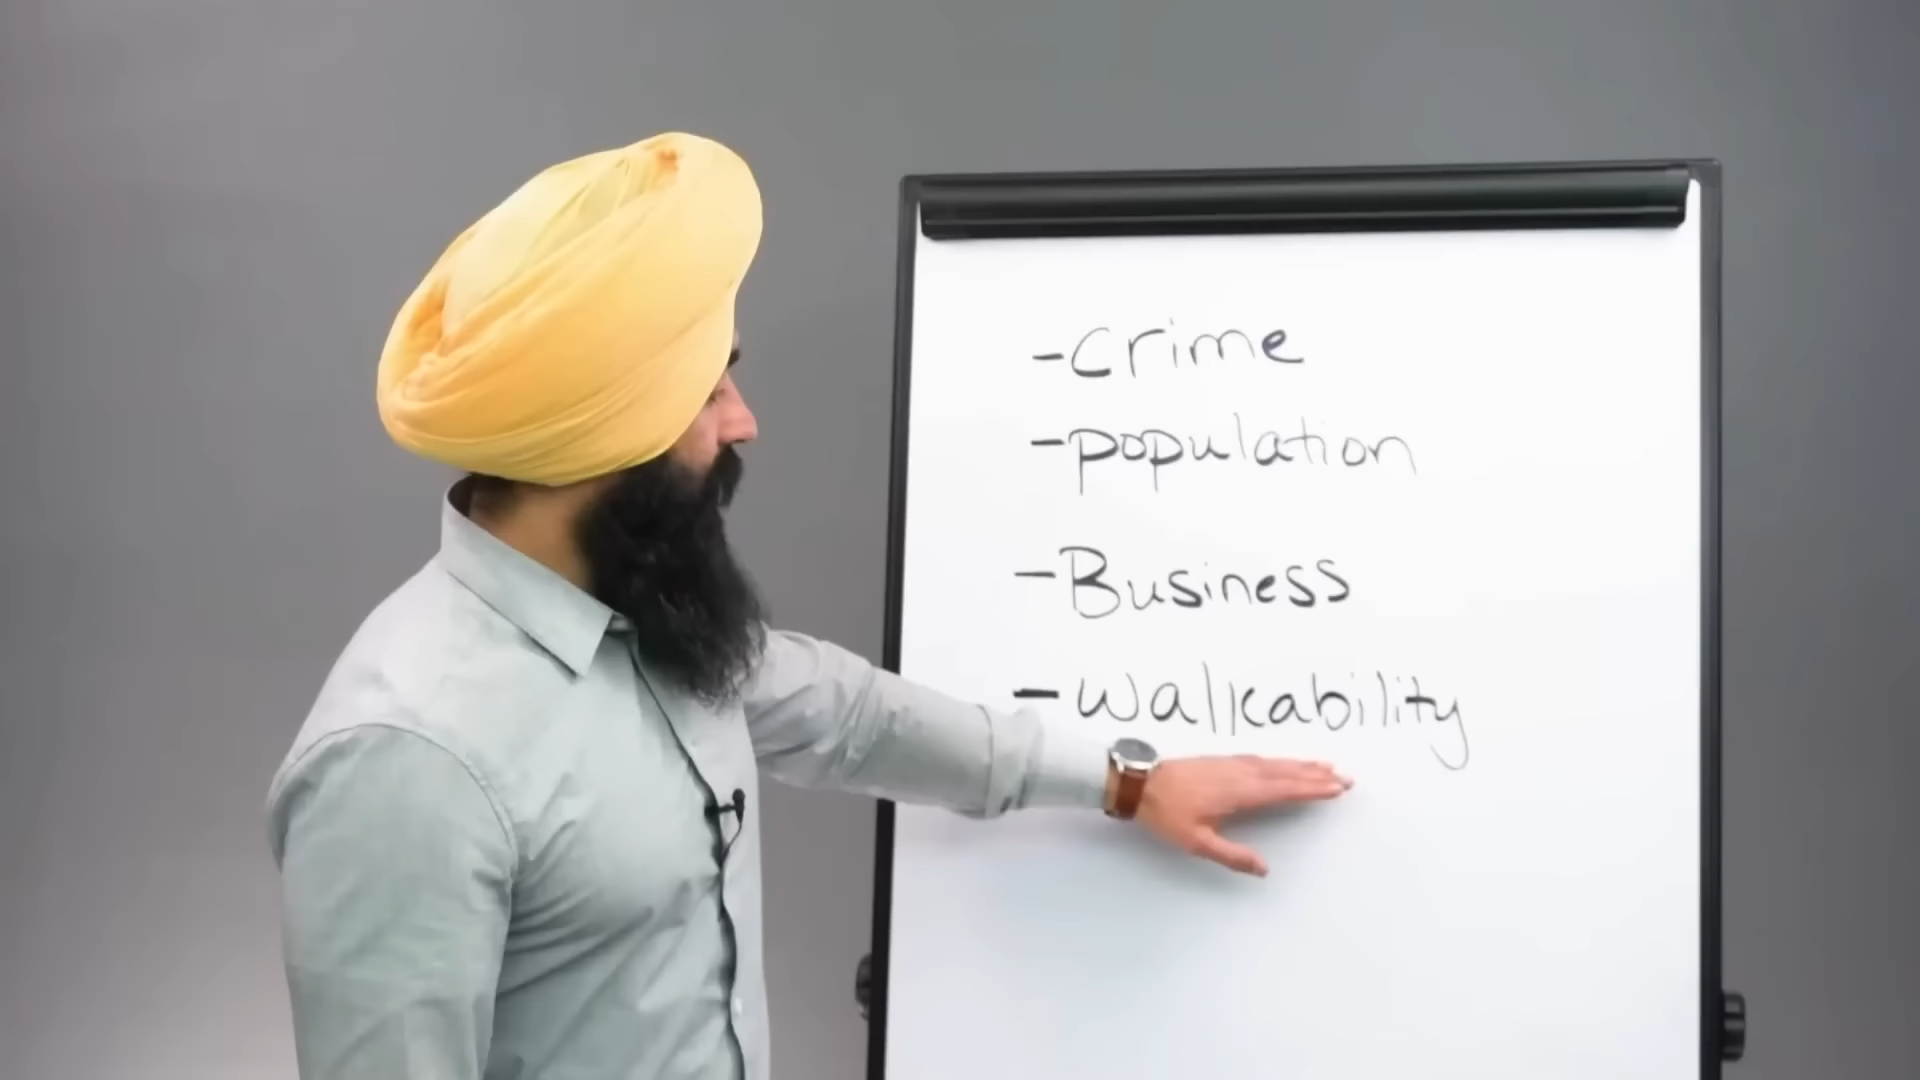 - Crime
- population
- Business
- walkability